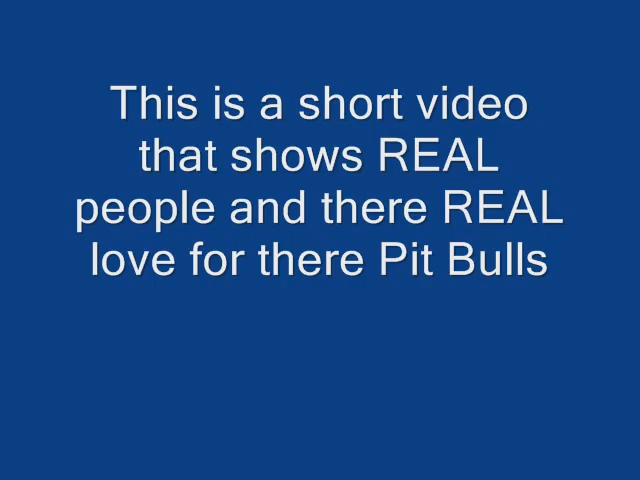 This is a short video
that shows REAL
people and there REAL
love for there Pit Bulls